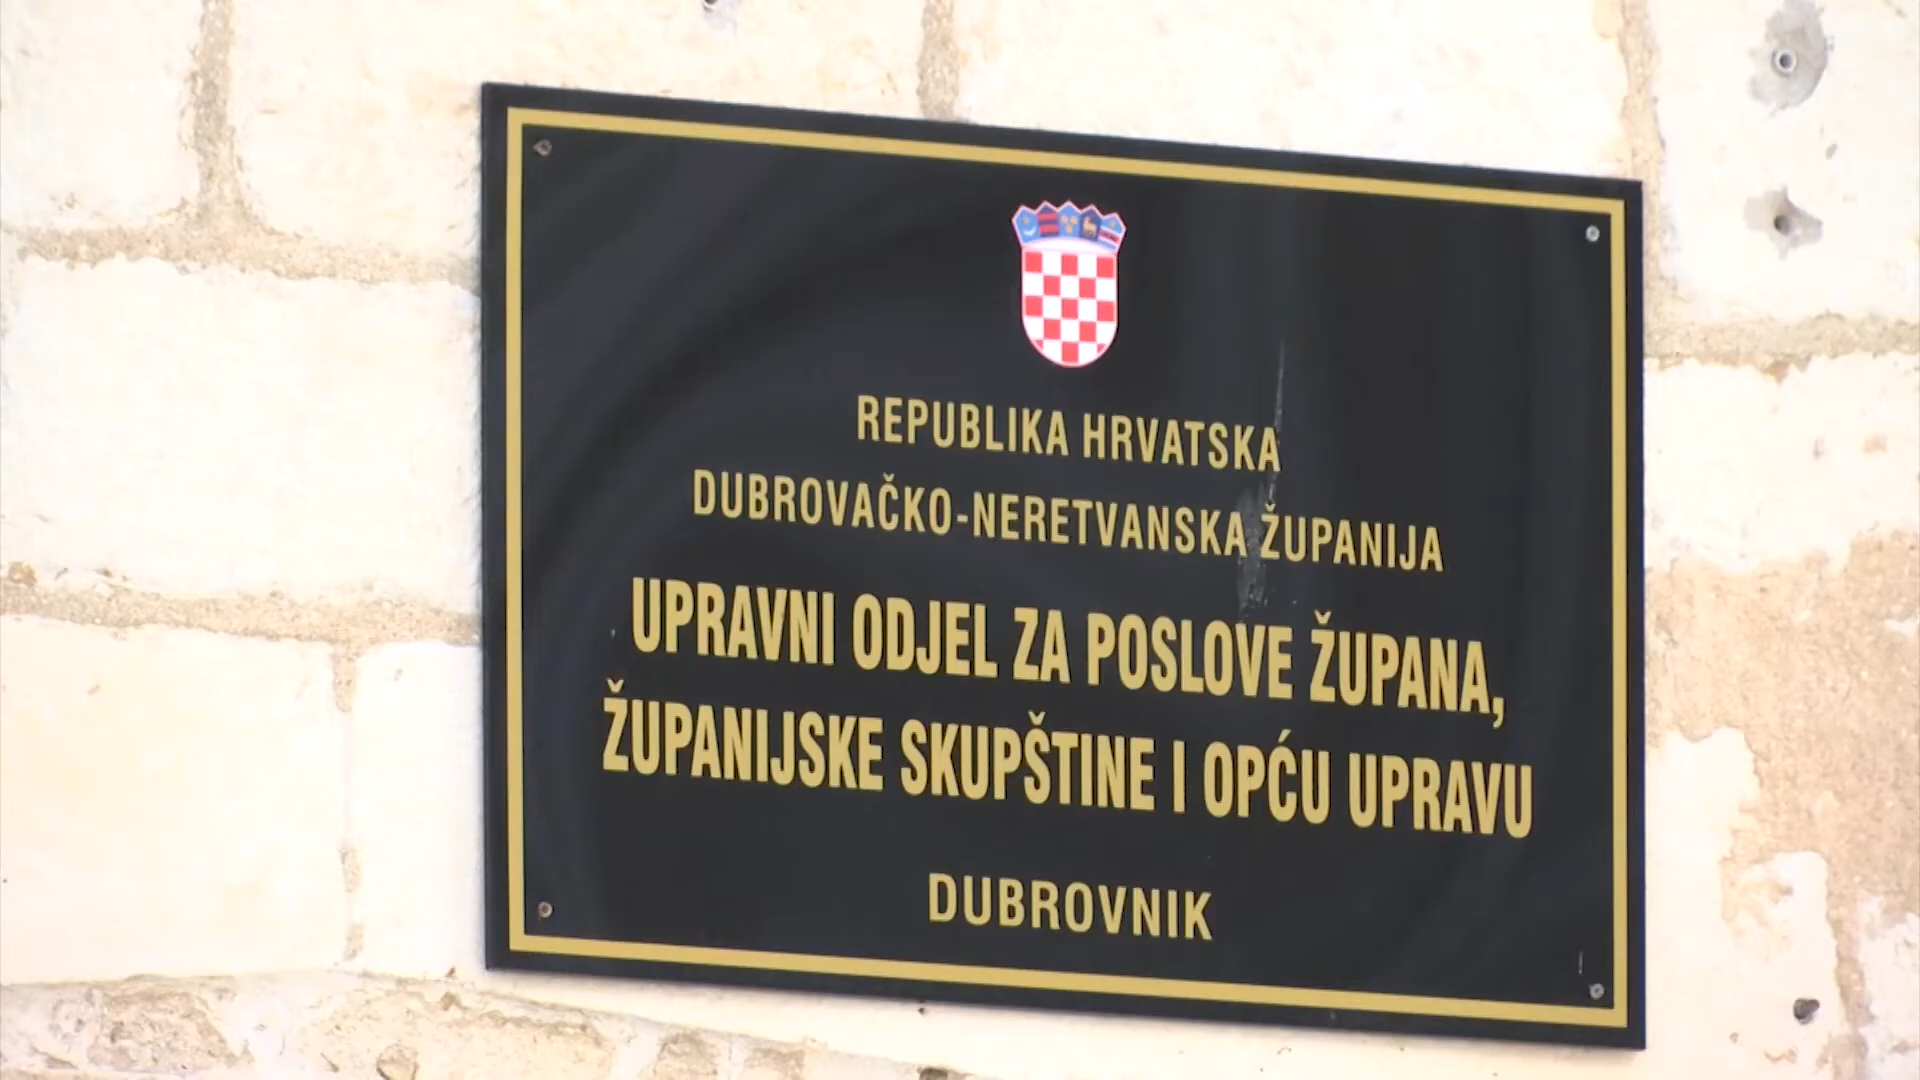 REPUBLIKA HRVATSKA
DUBROVAČKO-NERETVANSKA ŽUPANIJA
UPRAVNI ODJEL ZA POSLOVE ŽUPANA,
ŽUPANIJSKE SKUPŠTINE I OPĆU UPRAVU
DUBROVNIK